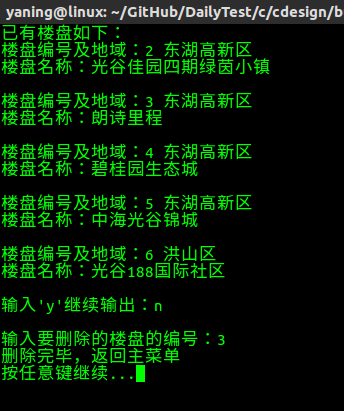 yaning@linux: ~/GitHub/DailyTest/c/cdesign/b
已有楼盘如下：
楼盘编号及地域：2 东湖高新区
楼盘名称：光谷佳园四期绿茵小镇
楼盘编号及地域：3 东湖高新区
楼盘名称：朗诗里程
楼盘编号及地域：4 东湖高新区
楼盘名称：碧桂园生态城
楼盘编号及地域：5 东湖高新区
楼盘名称：中海光谷锦城
楼盘编号及地域：6 洪山区
楼盘名称：光谷188国际社区
输入'y'继续输出：n
输入要删除的楼盘的编号：3
删除完毕，返回主菜单
按任意键继续...